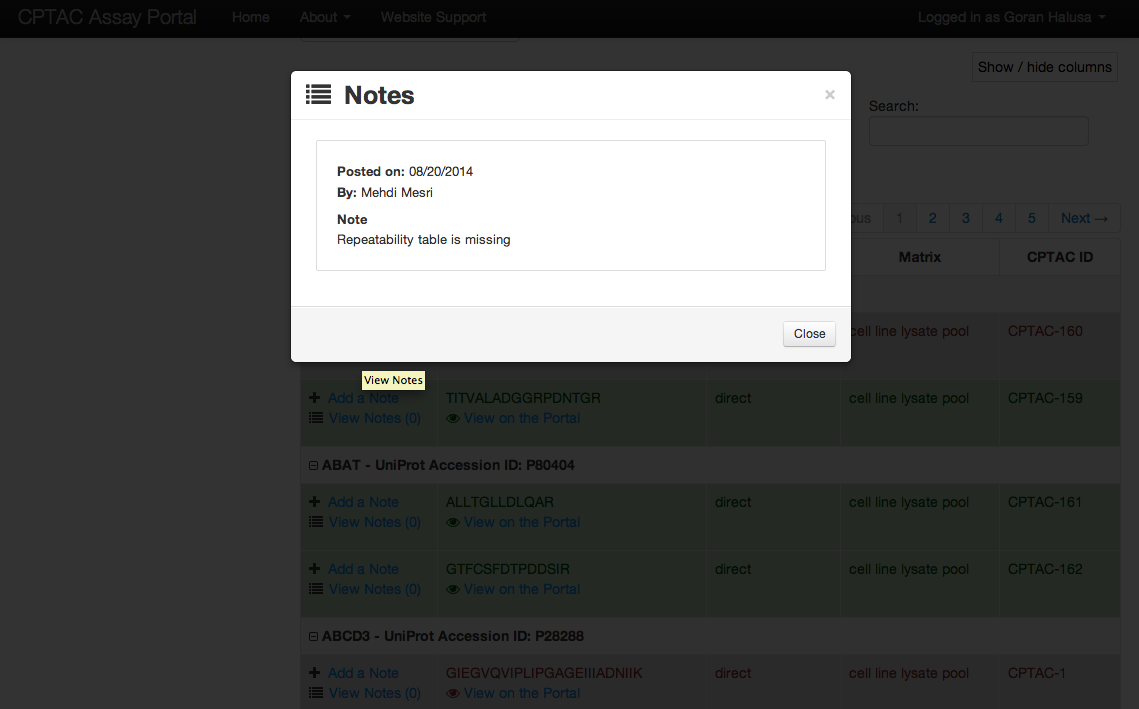 CPTAC Assay Portal Home About Website Support Logged in as Goran Halusa
Show / hide columns
Notes ×
Search:
Posted on: 08/20/2014
By: Mehdi Mesri
Note
Repeatability table is missing
1 2 3 4 5 Next →
Matrix CPTAC ID
Close
cell line lysate pool CPTAC-160
View Notes
Add a Note TITVALADGGRPDNTGR direct cell line lysate pool CPTAC-159
View Notes (0) View on the Portal
ABAT - UniProt Accession ID: P80404
Add a Note ALLTGLLDLQAR direct cell line lysate pool CPTAC-161
View Notes (0) View on the Portal
Add a Note GTFCSFDTPDDSIR direct cell line lysate pool CPTAC-162
View Notes (0) View on the Portal
ABCD3 - UniProt Accession ID: P28288
Add a Note GIEGVQVIPLIPGAGEIIIADNIIK direct cell line lysate pool CPTAC-1
View Notes (0) View on the Portal